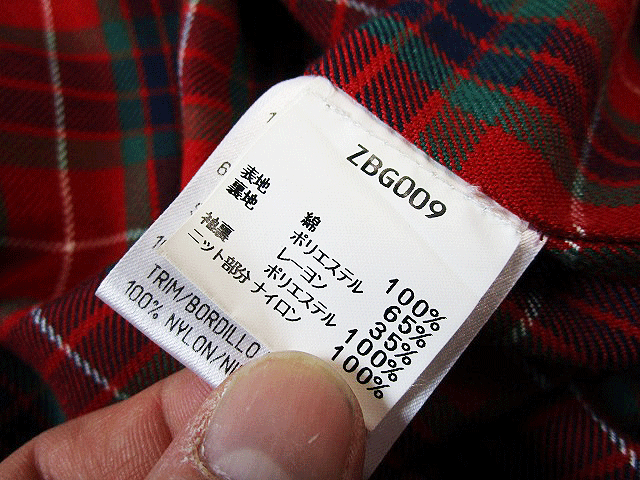 ZBG009
表地 綿 100%
裏地 ポリエステル 65%
レーヨン 35%
袖裏 ポリエステル 100%
ニット部分 ナイロン 100%
TRIM/BORDILLO
100% NYLON/